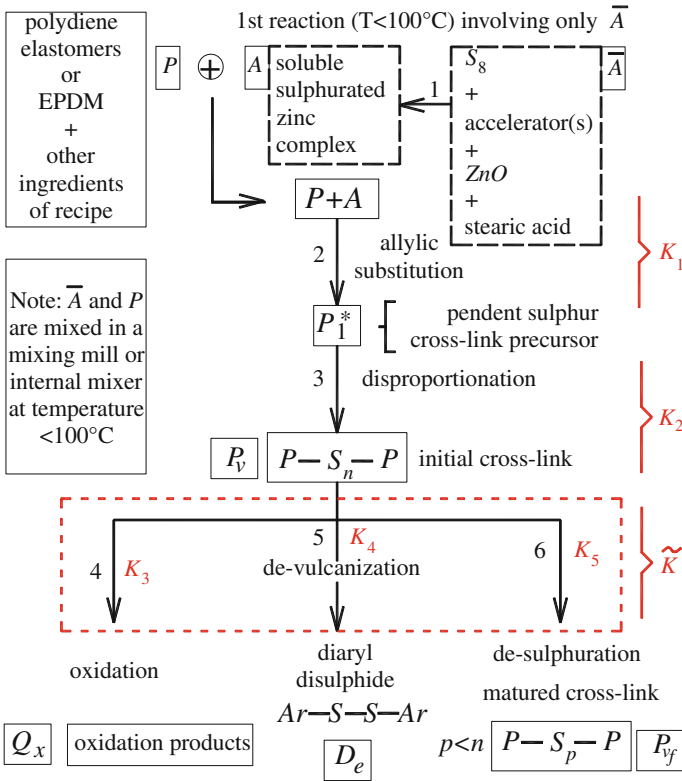 polydiene
elastomers
or
EPDM
+
other
ingredients
of recipe
P
⊕
1st reaction (T<100°C) involving only A̅
A
soluble
sulphurated
zinc
complex
1
S₈
+
accelerator(s)
+
ZnO
+
stearic acid
A̅
P+A
2
allylic
substitution
K₁
Note: A̅ and P
are mixed in a
mixing mill or
internal mixer
at temperature
<100°C
P₁*
pendent sulphur
cross-link precursor
3
disproportionation
K₂
Pᵥ
P—Sₙ—P
initial cross-link
4
K₃
5
K₄
de-vulcanization
6
K₅
K̃
oxidation
diaryl
disulphide
Ar—S—S—Ar
de-sulphuration
matured cross-link
Qₓ
oxidation products
Dₑ
p<n
P—Sₚ—P
P_vf